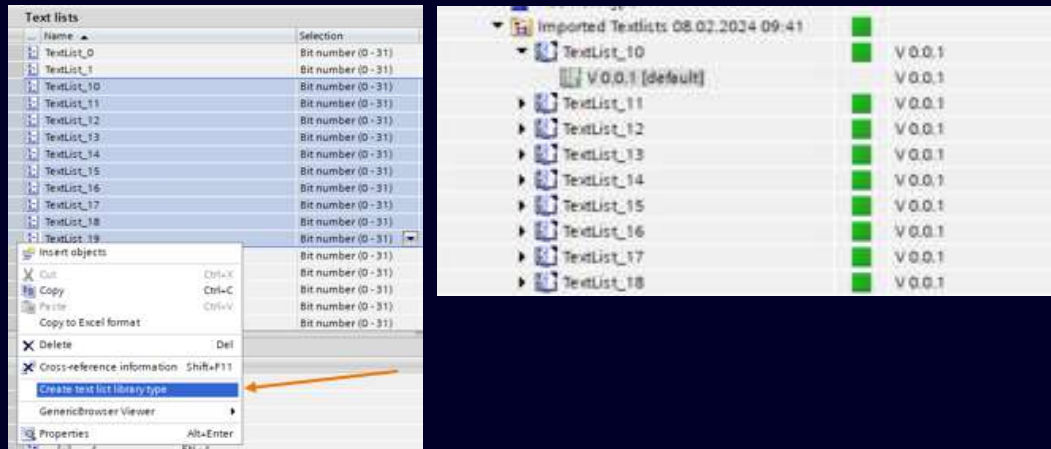 Text lists
... Name Selection
TextList_0 Bit number (0 - 31)
TextList_1 Bit number (0 - 31)
TextList_10 Bit number (0 - 31)
TextList_11 Bit number (0 - 31)
TextList_12 Bit number (0 - 31)
TextList_13 Bit number (0 - 31)
TextList_14 Bit number (0 - 31)
TextList_15 Bit number (0 - 31)
TextList_16 Bit number (0 - 31)
TextList_17 Bit number (0 - 31)
TextList_18 Bit number (0 - 31)
TextList_19 Bit number (0 - 31)
Insert objects Bit number (0 - 31)
Cut Ctrl+X Bit number (0 - 31)
Copy Ctrl+C Bit number (0 - 31)
Paste Ctrl+V Bit number (0 - 31)
Copy to Excel format Bit number (0 - 31)
Delete Del
Cross-reference information Shift+F11
Create text list library type
GenericBrowser Viewer
Properties Alt+Enter
Imported Textlists 08.02.2024 09:41
TextList_10 V 0.0.1
V 0.0.1 [default] V 0.0.1
TextList_11 V 0.0.1
TextList_12 V 0.0.1
TextList_13 V 0.0.1
TextList_14 V 0.0.1
TextList_15 V 0.0.1
TextList_16 V 0.0.1
TextList_17 V 0.0.1
TextList_18 V 0.0.1